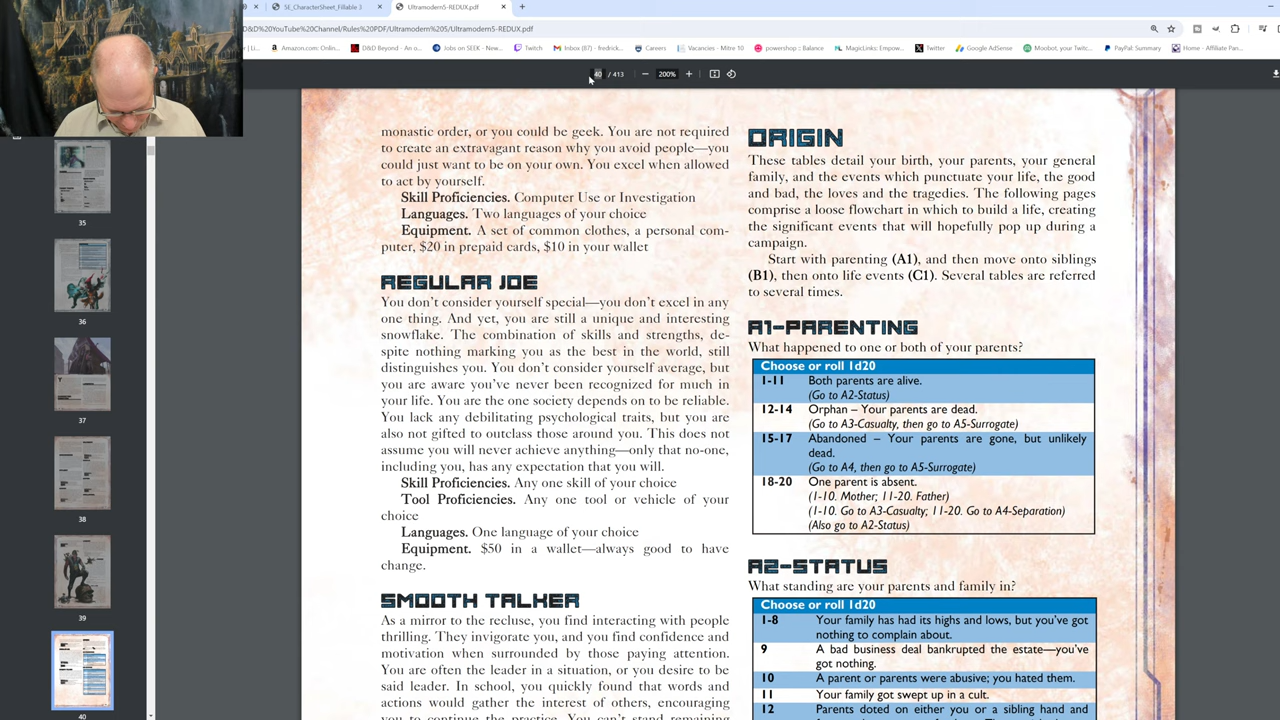 5E_CharacterSheet_Fillable 3
Ultramodern5-REDUX.pdf
D&D%20YouTube%20Channel/Rules%20PDF/Ultramodern%205/Ultramodern5-REDUX.pdf
Amazon.com: Onlin...
D&D Beyond - An o...
Jobs on SEEK - New...
Twitch
Inbox (87) - fredrick...
Careers
Vacancies - Mitre 10
powershop :: Balance
MagicLinks: Empow...
Twitter
Google AdSense
Moobot, your Twitc...
PayPal: Summary
Home - Affiliate Pan...
40 / 413
200%
35
36
37
38
39
40
monastic order, or you could be geek. You are not required
to create an extravagant reason why you avoid people—you
could just want to be on your own. You excel when allowed
to act by yourself.
Skill Proficiencies. Computer Use or Investigation
Languages. Two languages of your choice
Equipment. A set of common clothes, a personal com-
puter, $20 in prepaid cards, $10 in your wallet
REGULAR JOE
You don't consider yourself special—you don't excel in any
one thing. And yet, you are still a unique and interesting
snowflake. The combination of skills and strengths, de-
spite nothing marking you as the best in the world, still
distinguishes you. You don't consider yourself average, but
you are aware you've never been recognized for much in
your life. You are the one society depends on to be reliable.
You lack any debilitating psychological traits, but you are
also not gifted to outclass those around you. This does not
assume you will never achieve anything—only that no-one,
including you, has any expectation that you will.
Skill Proficiencies. Any one skill of your choice
Tool Proficiencies. Any one tool or vehicle of your
choice
Languages. One language of your choice
Equipment. $50 in a wallet—always good to have
change.
SMOOTH TALKER
As a mirror to the recluse, you find interacting with people
thrilling. They invigorate you, and you find confidence and
motivation when surrounded by those paying attention.
You are often the leader of a situation, or you desire to be
said leader. In school, you quickly found that words and
actions would gather the interest of others, encouraging
you to continue the practice. You can't stand remaining
ORIGIN
These tables detail your birth, your parents, your general
family, and the events which punctuate your life, the good
and bad, the loves and the tragedies. The following pages
comprise a loose flowchart in which to build a life, creating
the significant events that will hopefully pop up during a
campaign.
Start with parenting (A1), and then move onto siblings
(B1), then onto life events (C1). Several tables are referred
to several times.
A1-PARENTING
What happened to one or both of your parents?
Choose or roll 1d20
1-11 Both parents are alive.
(Go to A2-Status)
12-14 Orphan – Your parents are dead.
(Go to A3-Casualty, then go to A5-Surrogate)
15-17 Abandoned – Your parents are gone, but unlikely
dead.
(Go to A4, then go to A5-Surrogate)
18-20 One parent is absent.
(1-10. Mother; 11-20. Father)
(1-10. Go to A3-Casualty; 11-20. Go to A4-Separation)
(Also go to A2-Status)
A2-STATUS
What standing are your parents and family in?
Choose or roll 1d20
1-8 Your family has had its highs and lows, but you've got
nothing to complain about.
9 A bad business deal bankrupted the estate—you've
got nothing.
10 A parent or parents were abusive; you hated them.
11 Your family got swept up in a cult.
12 Parents doted on either you or a sibling hand and